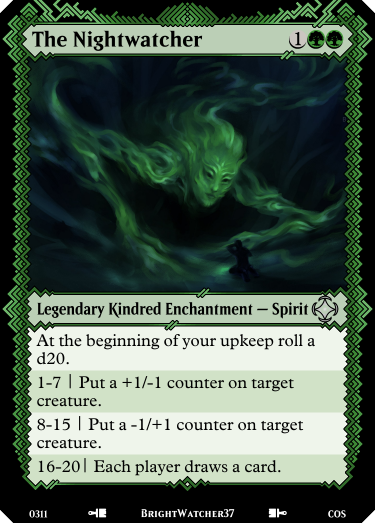 The Nightwatcher 1
Legendary Kindred Enchantment — Spirit
At the beginning of your upkeep roll a
d20.
1-7 | Put a +1/-1 counter on target
creature.
8-15 | Put a -1/+1 counter on target
creature.
16-20| Each player draws a card.
0311 BrightWatcher37 COS